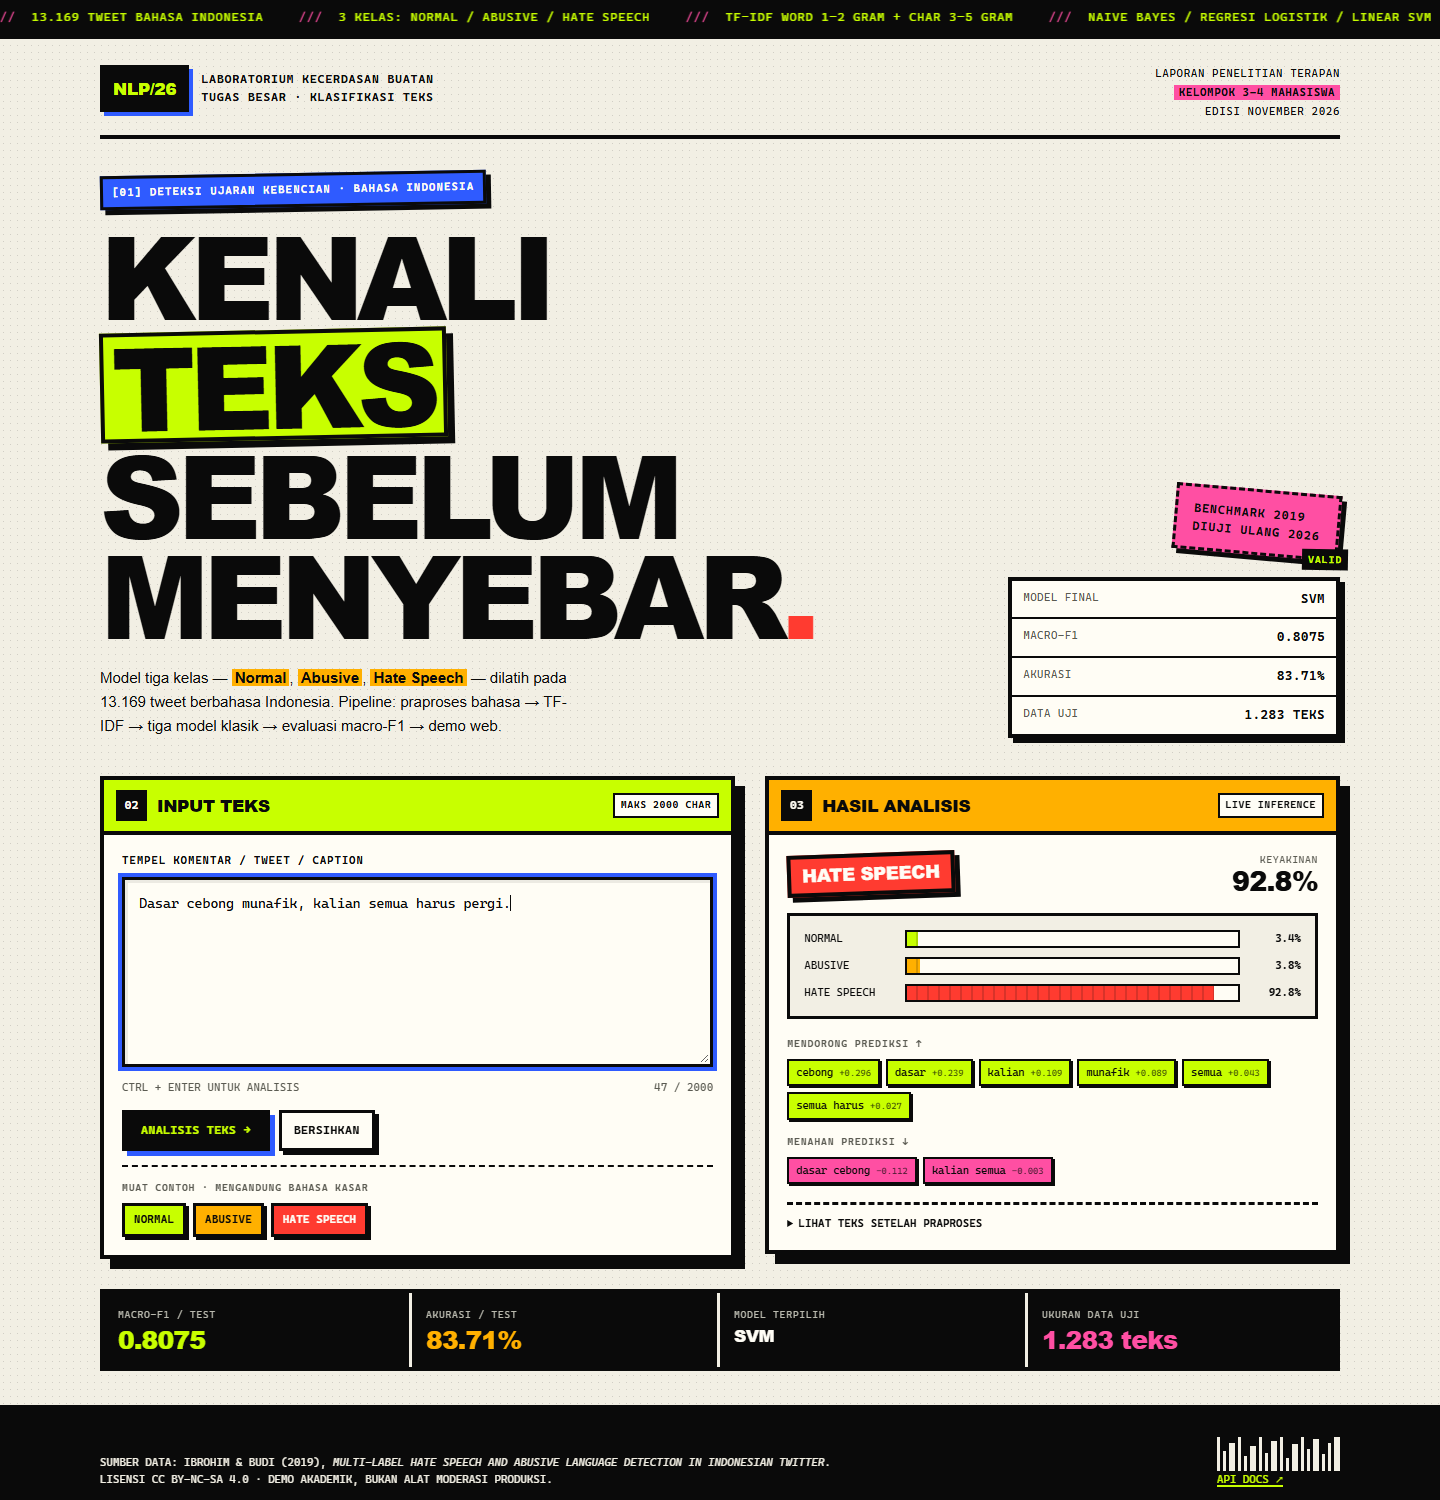 // 13.169 TWEET BAHASA INDONESIA /// 3 KELAS: NORMAL / ABUSIVE / HATE SPEECH /// TF-IDF WORD 1–2 GRAM + CHAR 3–5 GRAM /// NAIVE BAYES / REGRESI LOGISTIK / LINEAR SVM
NLP/26
LABORATORIUM KECERDASAN BUATAN
TUGAS BESAR · KLASIFIKASI TEKS
LAPORAN PENELITIAN TERAPAN
KELOMPOK 3–4 MAHASISWA
EDISI NOVEMBER 2026
[01] DETEKSI UJARAN KEBENCIAN · BAHASA INDONESIA
KENALI
TEKS
SEBELUM
MENYEBAR.
Model tiga kelas — Normal, Abusive, Hate Speech — dilatih pada
13.169 tweet berbahasa Indonesia. Pipeline: praproses bahasa → TF-
IDF → tiga model klasik → evaluasi macro-F1 → demo web.
BENCHMARK 2019
DIUJI ULANG 2026
VALID
MODEL FINAL SVM
MACRO-F1 0.8075
AKURASI 83.71%
DATA UJI 1.283 TEKS
02 INPUT TEKS MAKS 2000 CHAR
TEMPEL KOMENTAR / TWEET / CAPTION
Dasar cebong munafik, kalian semua harus pergi.
CTRL + ENTER UNTUK ANALISIS 47 / 2000
ANALISIS TEKS → BERSIHKAN
MUAT CONTOH · MENGANDUNG BAHASA KASAR
NORMAL ABUSIVE HATE SPEECH
03 HASIL ANALISIS LIVE INFERENCE
HATE SPEECH
KEYAKINAN
92.8%
NORMAL 3.4%
ABUSIVE 3.8%
HATE SPEECH 92.8%
MENDORONG PREDIKSI ↑
cebong +0.296 dasar +0.239 kalian +0.109 munafik +0.089 semua +0.043
semua harus +0.027
MENAHAN PREDIKSI ↓
dasar cebong −0.112 kalian semua −0.003
▶ LIHAT TEKS SETELAH PRAPROSES
MACRO-F1 / TEST
0.8075
AKURASI / TEST
83.71%
MODEL TERPILIH
SVM
UKURAN DATA UJI
1.283 teks
SUMBER DATA: IBROHIM & BUDI (2019), MULTI-LABEL HATE SPEECH AND ABUSIVE LANGUAGE DETECTION IN INDONESIAN TWITTER.
LISENSI CC BY-NC-SA 4.0 · DEMO AKADEMIK, BUKAN ALAT MODERASI PRODUKSI.
API DOCS ↗